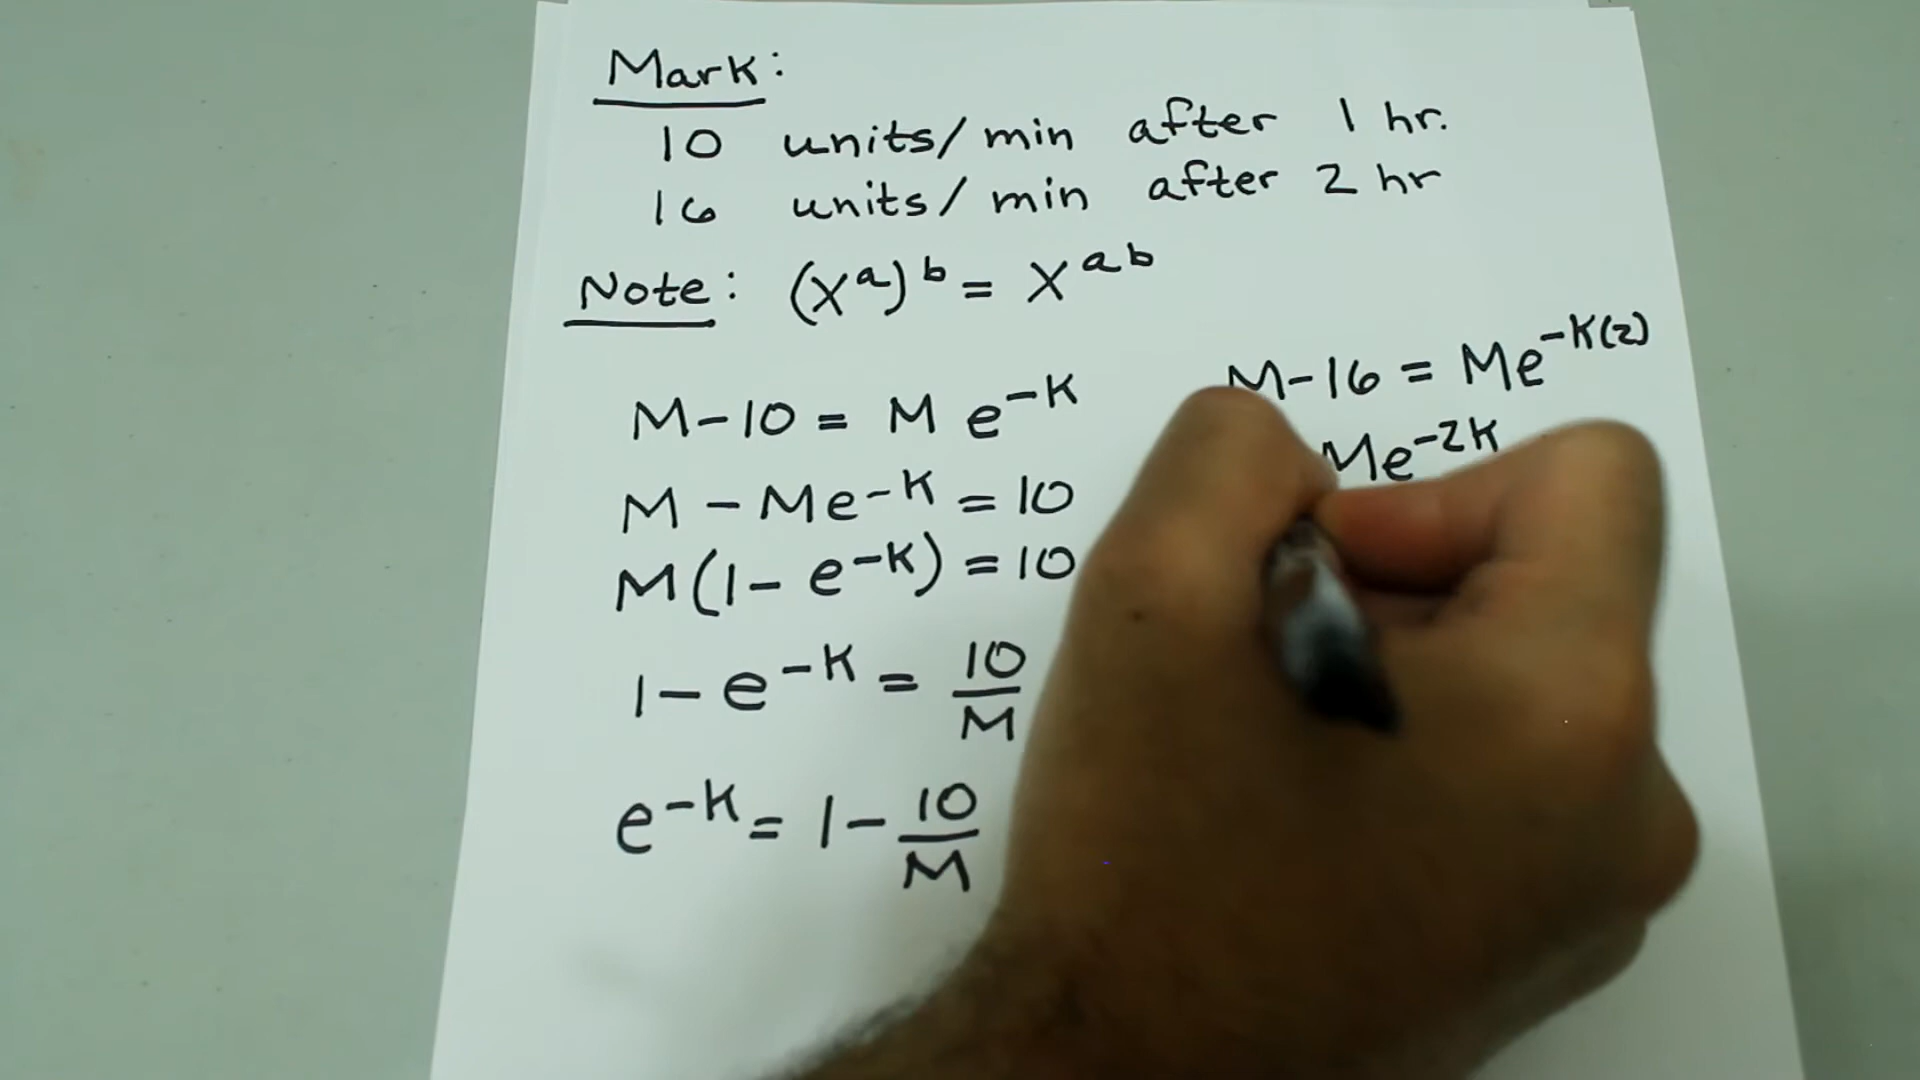 Mark:
10 units/min after 1 hr.
16 units/min after 2 hr
Note: (x^a)^b = x^ab
M-10 = M e^-K
M - Me^-K = 10
M(1- e^-K) = 10
1- e^-K = 10/M
e^-K = 1- 10/M
M-16 = Me^-K(2)
Me^-2K